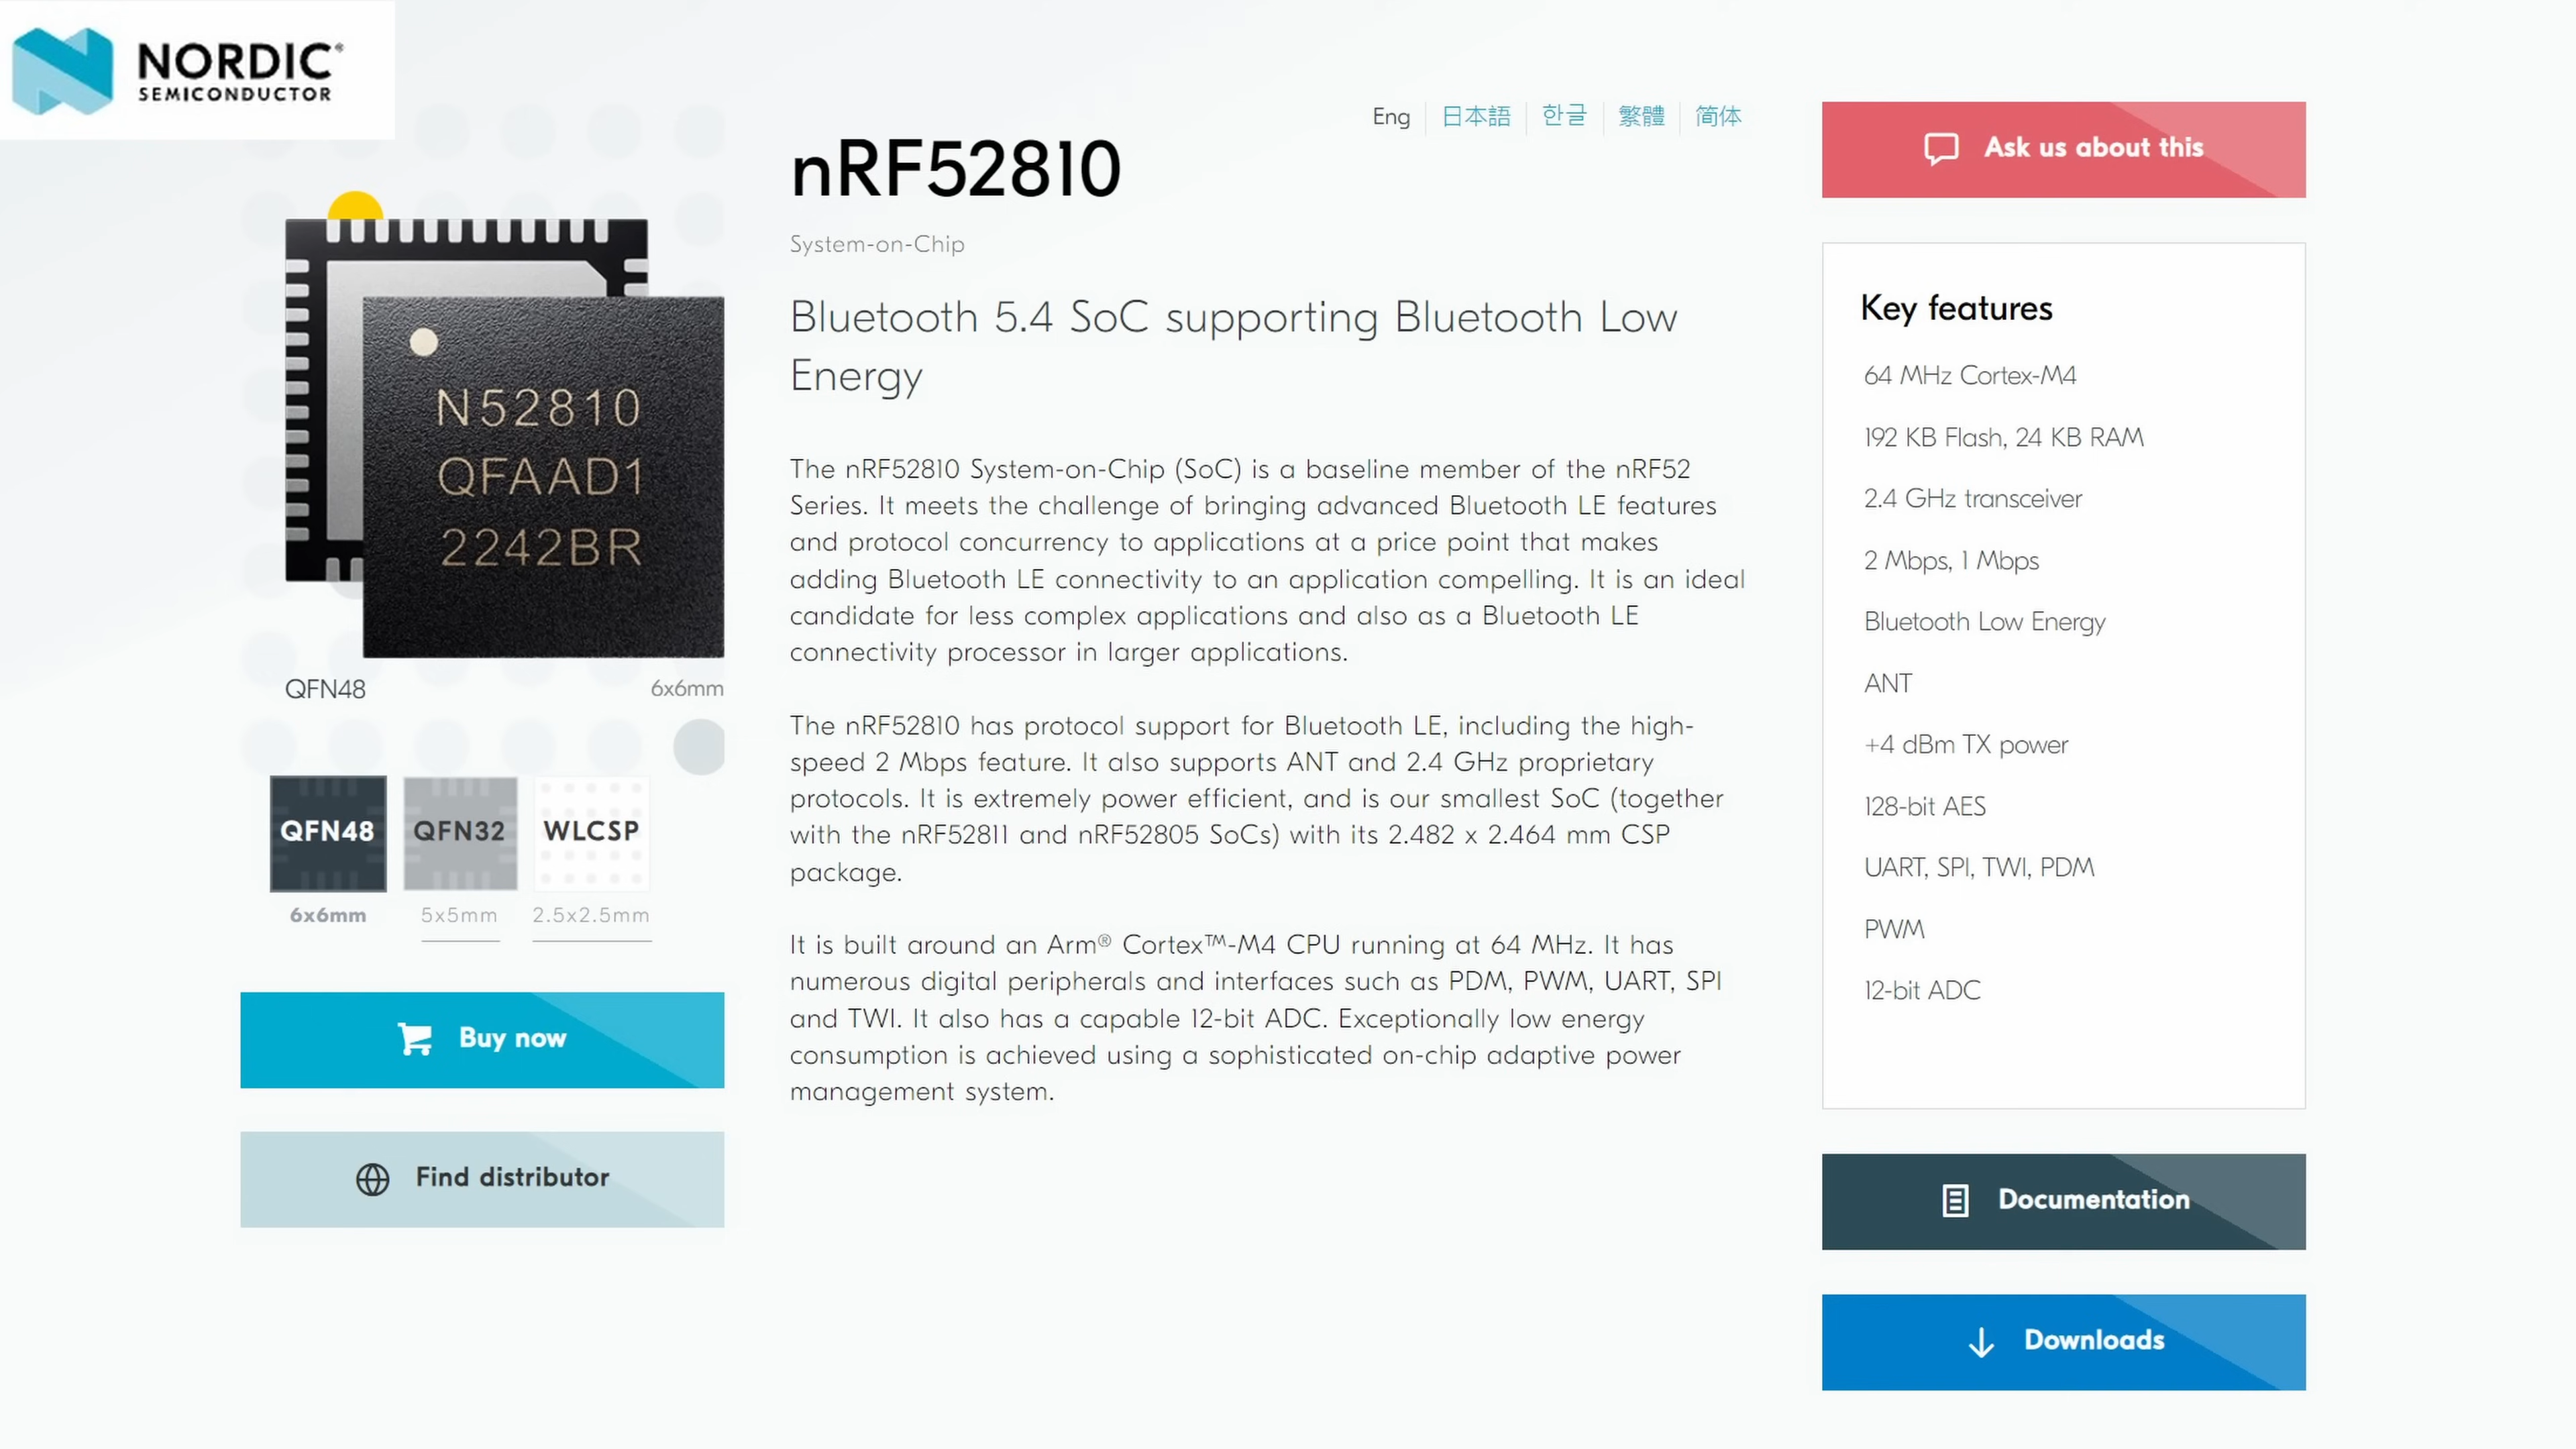 NORDIC®
SEMICONDUCTOR
Eng
日本語
한글
繁體
简体
nRF52810
System-on-Chip
Bluetooth 5.4 SoC supporting Bluetooth Low
Energy
The nRF52810 System-on-Chip (SoC) is a baseline member of the nRF52
Series. It meets the challenge of bringing advanced Bluetooth LE features
and protocol concurrency to applications at a price point that makes
adding Bluetooth LE connectivity to an application compelling. It is an ideal
candidate for less complex applications and also as a Bluetooth LE
connectivity processor in larger applications.
The nRF52810 has protocol support for Bluetooth LE, including the high-
speed 2 Mbps feature. It also supports ANT and 2.4 GHz proprietary
protocols. It is extremely power efficient, and is our smallest SoC (together
with the nRF52811 and nRF52805 SoCs) with its 2.482 x 2.464 mm CSP
package.
It is built around an Arm® Cortex™-M4 CPU running at 64 MHz. It has
numerous digital peripherals and interfaces such as PDM, PWM, UART, SPI
and TWI. It also has a capable 12-bit ADC. Exceptionally low energy
consumption is achieved using a sophisticated on-chip adaptive power
management system.
N52810
QFAAD1
2242BR
QFN48
6x6mm
QFN48
QFN32
WLCSP
6x6mm
5x5mm
2.5x2.5mm
Buy now
Find distributor
Ask us about this
Key features
64 MHz Cortex-M4
192 KB Flash, 24 KB RAM
2.4 GHz transceiver
2 Mbps, 1 Mbps
Bluetooth Low Energy
ANT
+4 dBm TX power
128-bit AES
UART, SPI, TWI, PDM
PWM
12-bit ADC
Documentation
Downloads